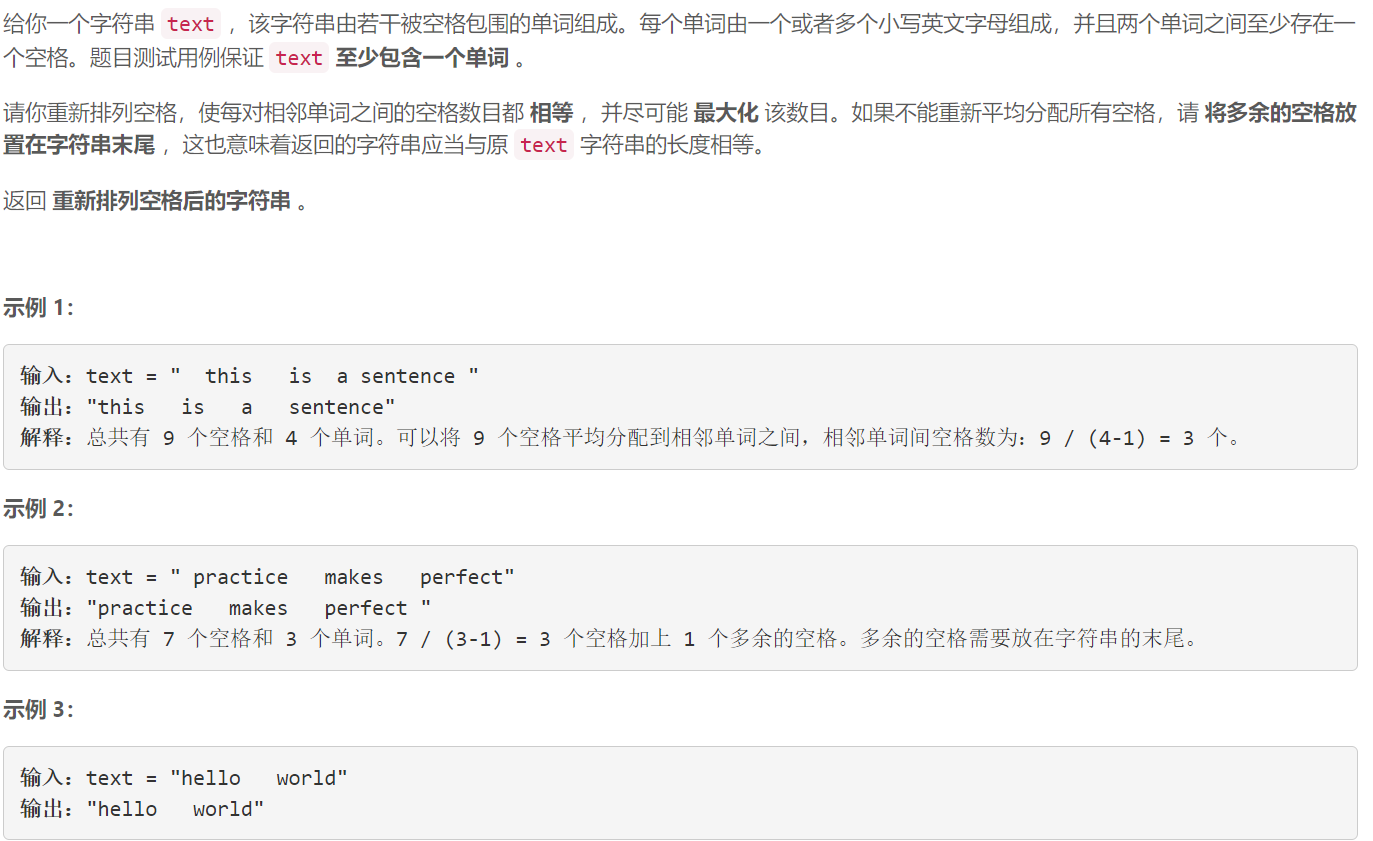 给你一个字符串 text ，该字符串由若干被空格包围的单词组成。每个单词由一个或者多个小写英文字母组成，并且两个单词之间至少存在一
个空格。题目测试用例保证 text 至少包含一个单词 。
请你重新排列空格，使每对相邻单词之间的空格数目都 相等 ，并尽可能 最大化 该数目。如果不能重新平均分配所有空格，请 将多余的空格放
置在字符串末尾 ，这也意味着返回的字符串应当与原 text 字符串的长度相等。
返回 重新排列空格后的字符串 。
示例 1：
输入：text = "  this   is  a sentence "
输出："this   is   a   sentence"
解释：总共有 9 个空格和 4 个单词。可以将 9 个空格平均分配到相邻单词之间，相邻单词间空格数为：9 / (4-1) = 3 个。
示例 2：
输入：text = " practice   makes   perfect"
输出："practice   makes   perfect "
解释：总共有 7 个空格和 3 个单词。7 / (3-1) = 3 个空格加上 1 个多余的空格。多余的空格需要放在字符串的末尾。
示例 3：
输入：text = "hello   world"
输出："hello   world"